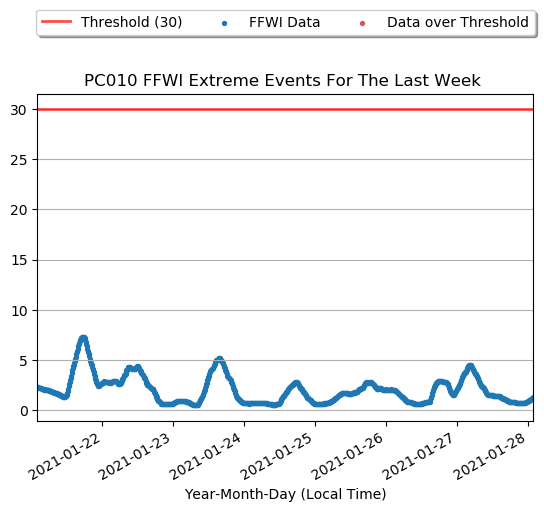 Threshold (30) FFWI Data Data over Threshold
PC010 FFWI Extreme Events For The Last Week
30
25
20
15
10
5
0
2021-01-22 2021-01-23 2021-01-24 2021-01-25 2021-01-26 2021-01-27 2021-01-28
Year-Month-Day (Local Time)